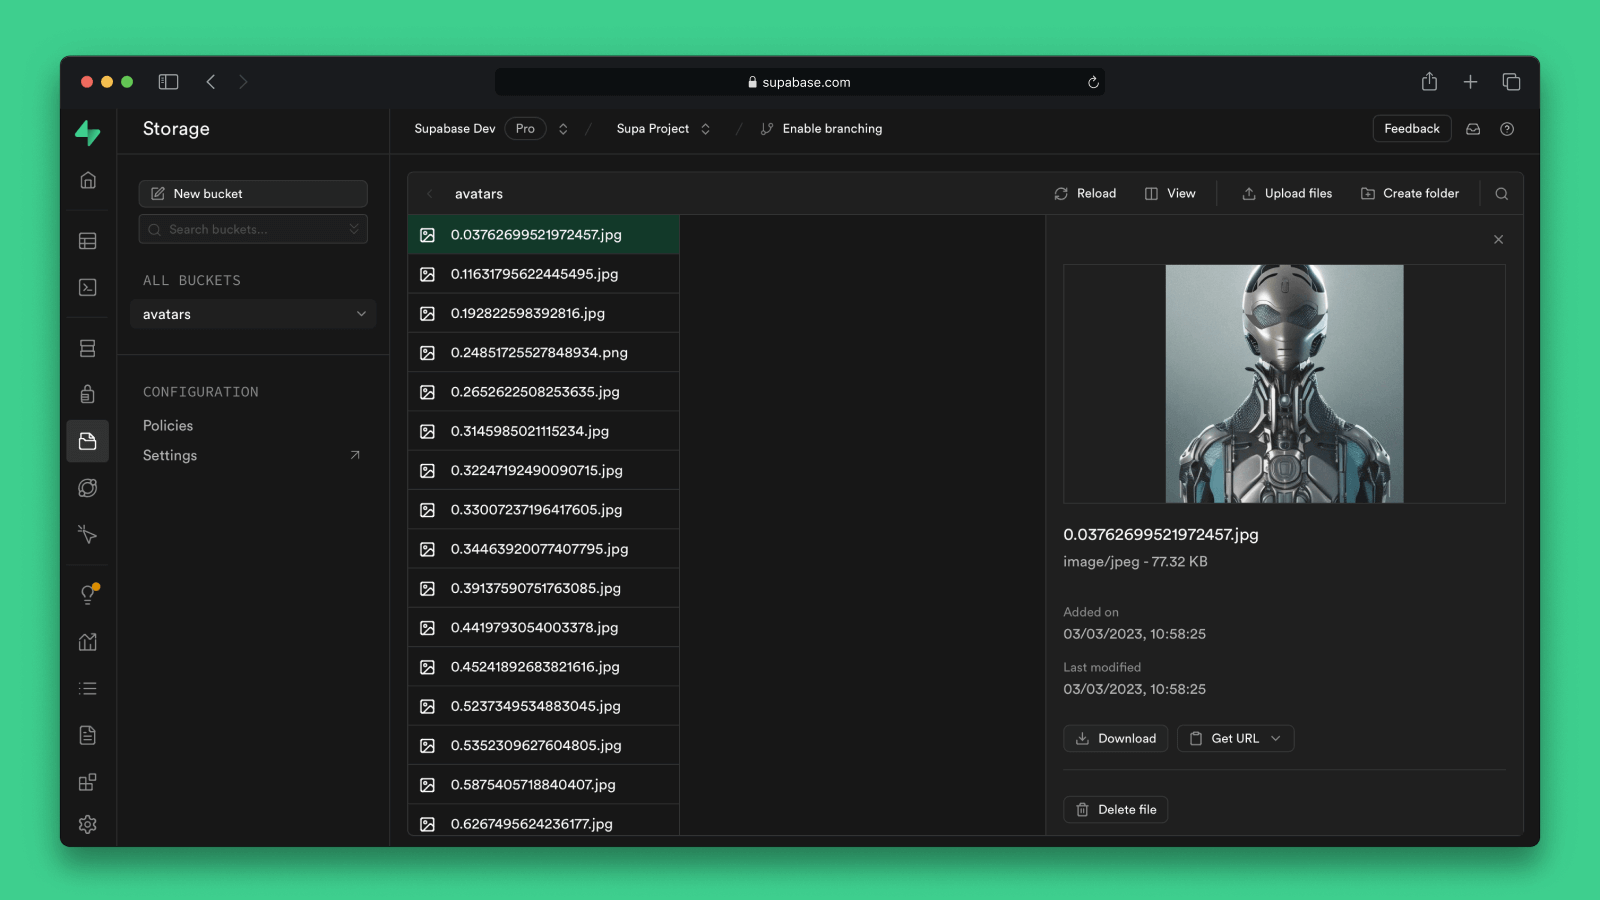 supabase.com
Storage
Supabase Dev Pro / Supa Project / Enable branching
Feedback
New bucket
Search buckets...
ALL BUCKETS
avatars
CONFIGURATION
Policies
Settings
avatars
Reload View Upload files Create folder
0.03762699521972457.jpg
0.11631795622445495.jpg
0.192822598392816.jpg
0.24851725527848934.png
0.2652622508253635.jpg
0.3145985021115234.jpg
0.32247192490090715.jpg
0.33007237196417605.jpg
0.34463920077407795.jpg
0.39137590751763085.jpg
0.4419793054003378.jpg
0.45241892683821616.jpg
0.5237349534883045.jpg
0.5352309627604805.jpg
0.5875405718840407.jpg
0.6267495624236177.jpg
0.03762699521972457.jpg
image/jpeg - 77.32 KB
Added on
03/03/2023, 10:58:25
Last modified
03/03/2023, 10:58:25
Download Get URL
Delete file